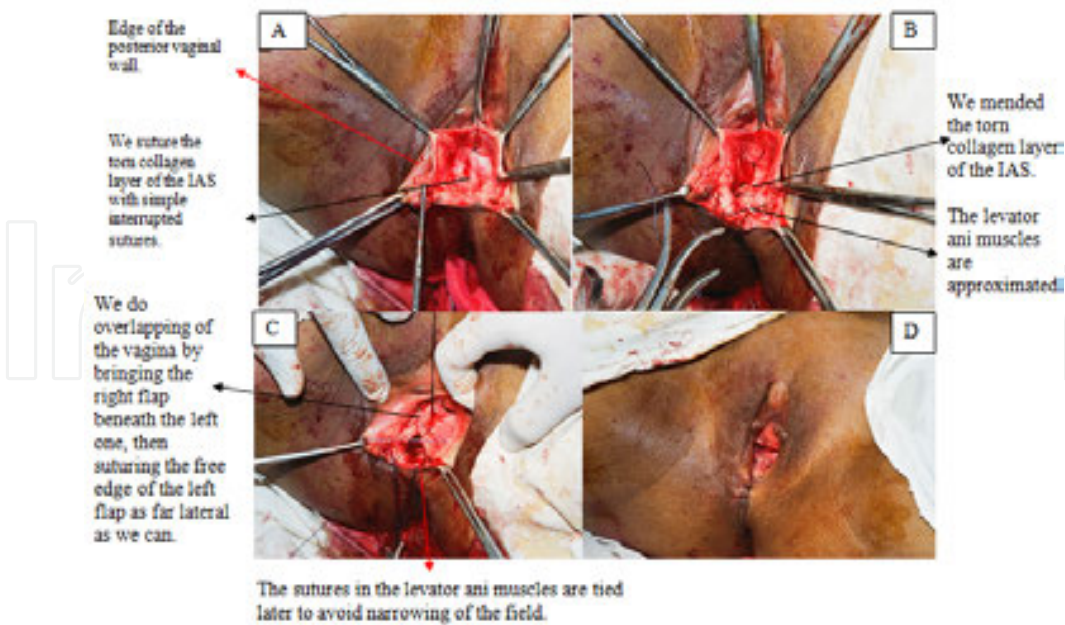 Edge of the
posterior vaginal
wall.
A
B
We suture the
torn collagen
layer of the IAS
with simple
interrupted
sutures.
We mended
the torn
collagen layer
of the IAS.
The levator
ani muscles
are
approximated.
We do
overlapping of
the vagina by
bringing the
right flap
beneath the left
one, then
suturing the free
edge of the left
flap as far lateral
as we can.
C
D
The sutures in the levator ani muscles are tied
later to avoid narrowing of the field.